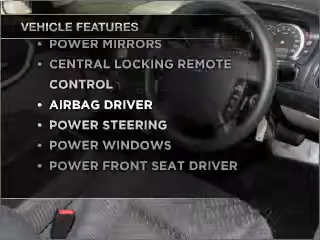 VEHICLE FEATURES
• POWER MIRRORS
• CENTRAL LOCKING REMOTE
CONTROL
• AIRBAG DRIVER
• POWER STEERING
• POWER WINDOWS
• POWER FRONT SEAT DRIVER